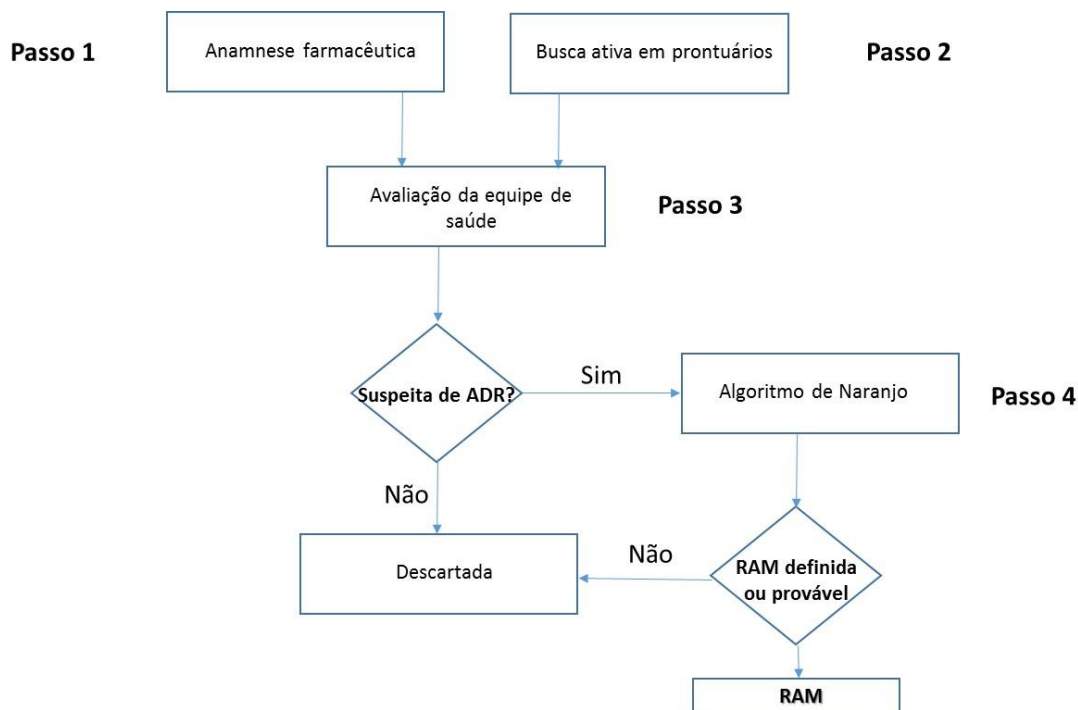 Passo 1
Anamnese farmacêutica
Busca ativa em prontuários
Passo 2
Avaliação da equipe de
saúde
Passo 3
Suspeita de ADR?
Sim
Algoritmo de Naranjo
Passo 4
Não
Descartada
Não
RAM definida
ou provável
RAM